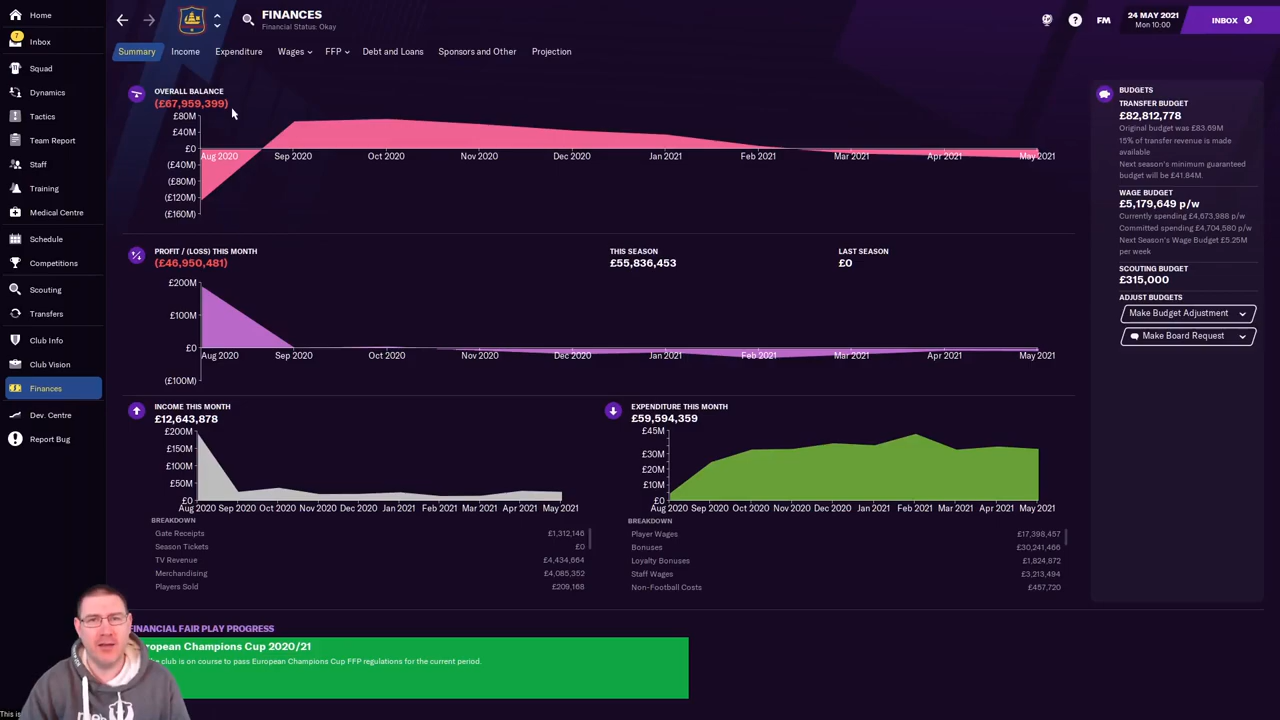 Home
7
Inbox
Squad
Dynamics
Tactics
Team Report
Staff
Training
Medical Centre
Schedule
Competitions
Scouting
Transfers
Club Info
Club Vision
Finances
Dev. Centre
Report Bug
This is
FINANCES
Financial Status: Okay
?
FM
24 MAY 2021
Mon 10:00
INBOX
Summary
Income
Expenditure
Wages
FFP
Debt and Loans
Sponsors and Other
Projection
OVERALL BALANCE
(£67,959,399)
£80M
£40M
£0
(£40M)
(£80M)
(£120M)
(£160M)
Aug 2020 Sep 2020 Oct 2020 Nov 2020 Dec 2020 Jan 2021 Feb 2021 Mar 2021 Apr 2021 May 2021
PROFIT / (LOSS) THIS MONTH
(£46,950,481)
THIS SEASON
£55,836,453
LAST SEASON
£0
£200M
£100M
£0
(£100M)
Aug 2020 Sep 2020 Oct 2020 Nov 2020 Dec 2020 Jan 2021 Feb 2021 Mar 2021 Apr 2021 May 2021
INCOME THIS MONTH
£12,643,878
£200M
£150M
£100M
£50M
£0
Aug 2020 Sep 2020 Oct 2020 Nov 2020 Dec 2020 Jan 2021 Feb 2021 Mar 2021 Apr 2021 May 2021
BREAKDOWN
Gate Receipts £1,312,146
Season Tickets £0
TV Revenue £4,434,664
Merchandising £4,085,352
Players Sold £209,168
EXPENDITURE THIS MONTH
£59,594,359
£45M
£30M
£20M
£10M
£0
Aug 2020 Sep 2020 Oct 2020 Nov 2020 Dec 2020 Jan 2021 Feb 2021 Mar 2021 Apr 2021 May 2021
BREAKDOWN
Player Wages £17,398,457
Bonuses £30,241,466
Loyalty Bonuses £1,824,872
Staff Wages £3,213,494
Non-Football Costs £457,720
FINANCIAL FAIR PLAY PROGRESS
ropean Champions Cup 2020/21
e club is on course to pass European Champions Cup FFP regulations for the current period.
BUDGETS
TRANSFER BUDGET
£82,812,778
Original budget was £83.69M
15% of transfer revenue is made
available
Next season's minimum guaranteed
budget will be £41.84M.
WAGE BUDGET
£5,179,649 p/w
Currently spending £4,673,988 p/w
Committed spending £4,704,580 p/w
Next Season's Wage Budget £5.25M
per week
SCOUTING BUDGET
£315,000
ADJUST BUDGETS
Make Budget Adjustment
Make Board Request